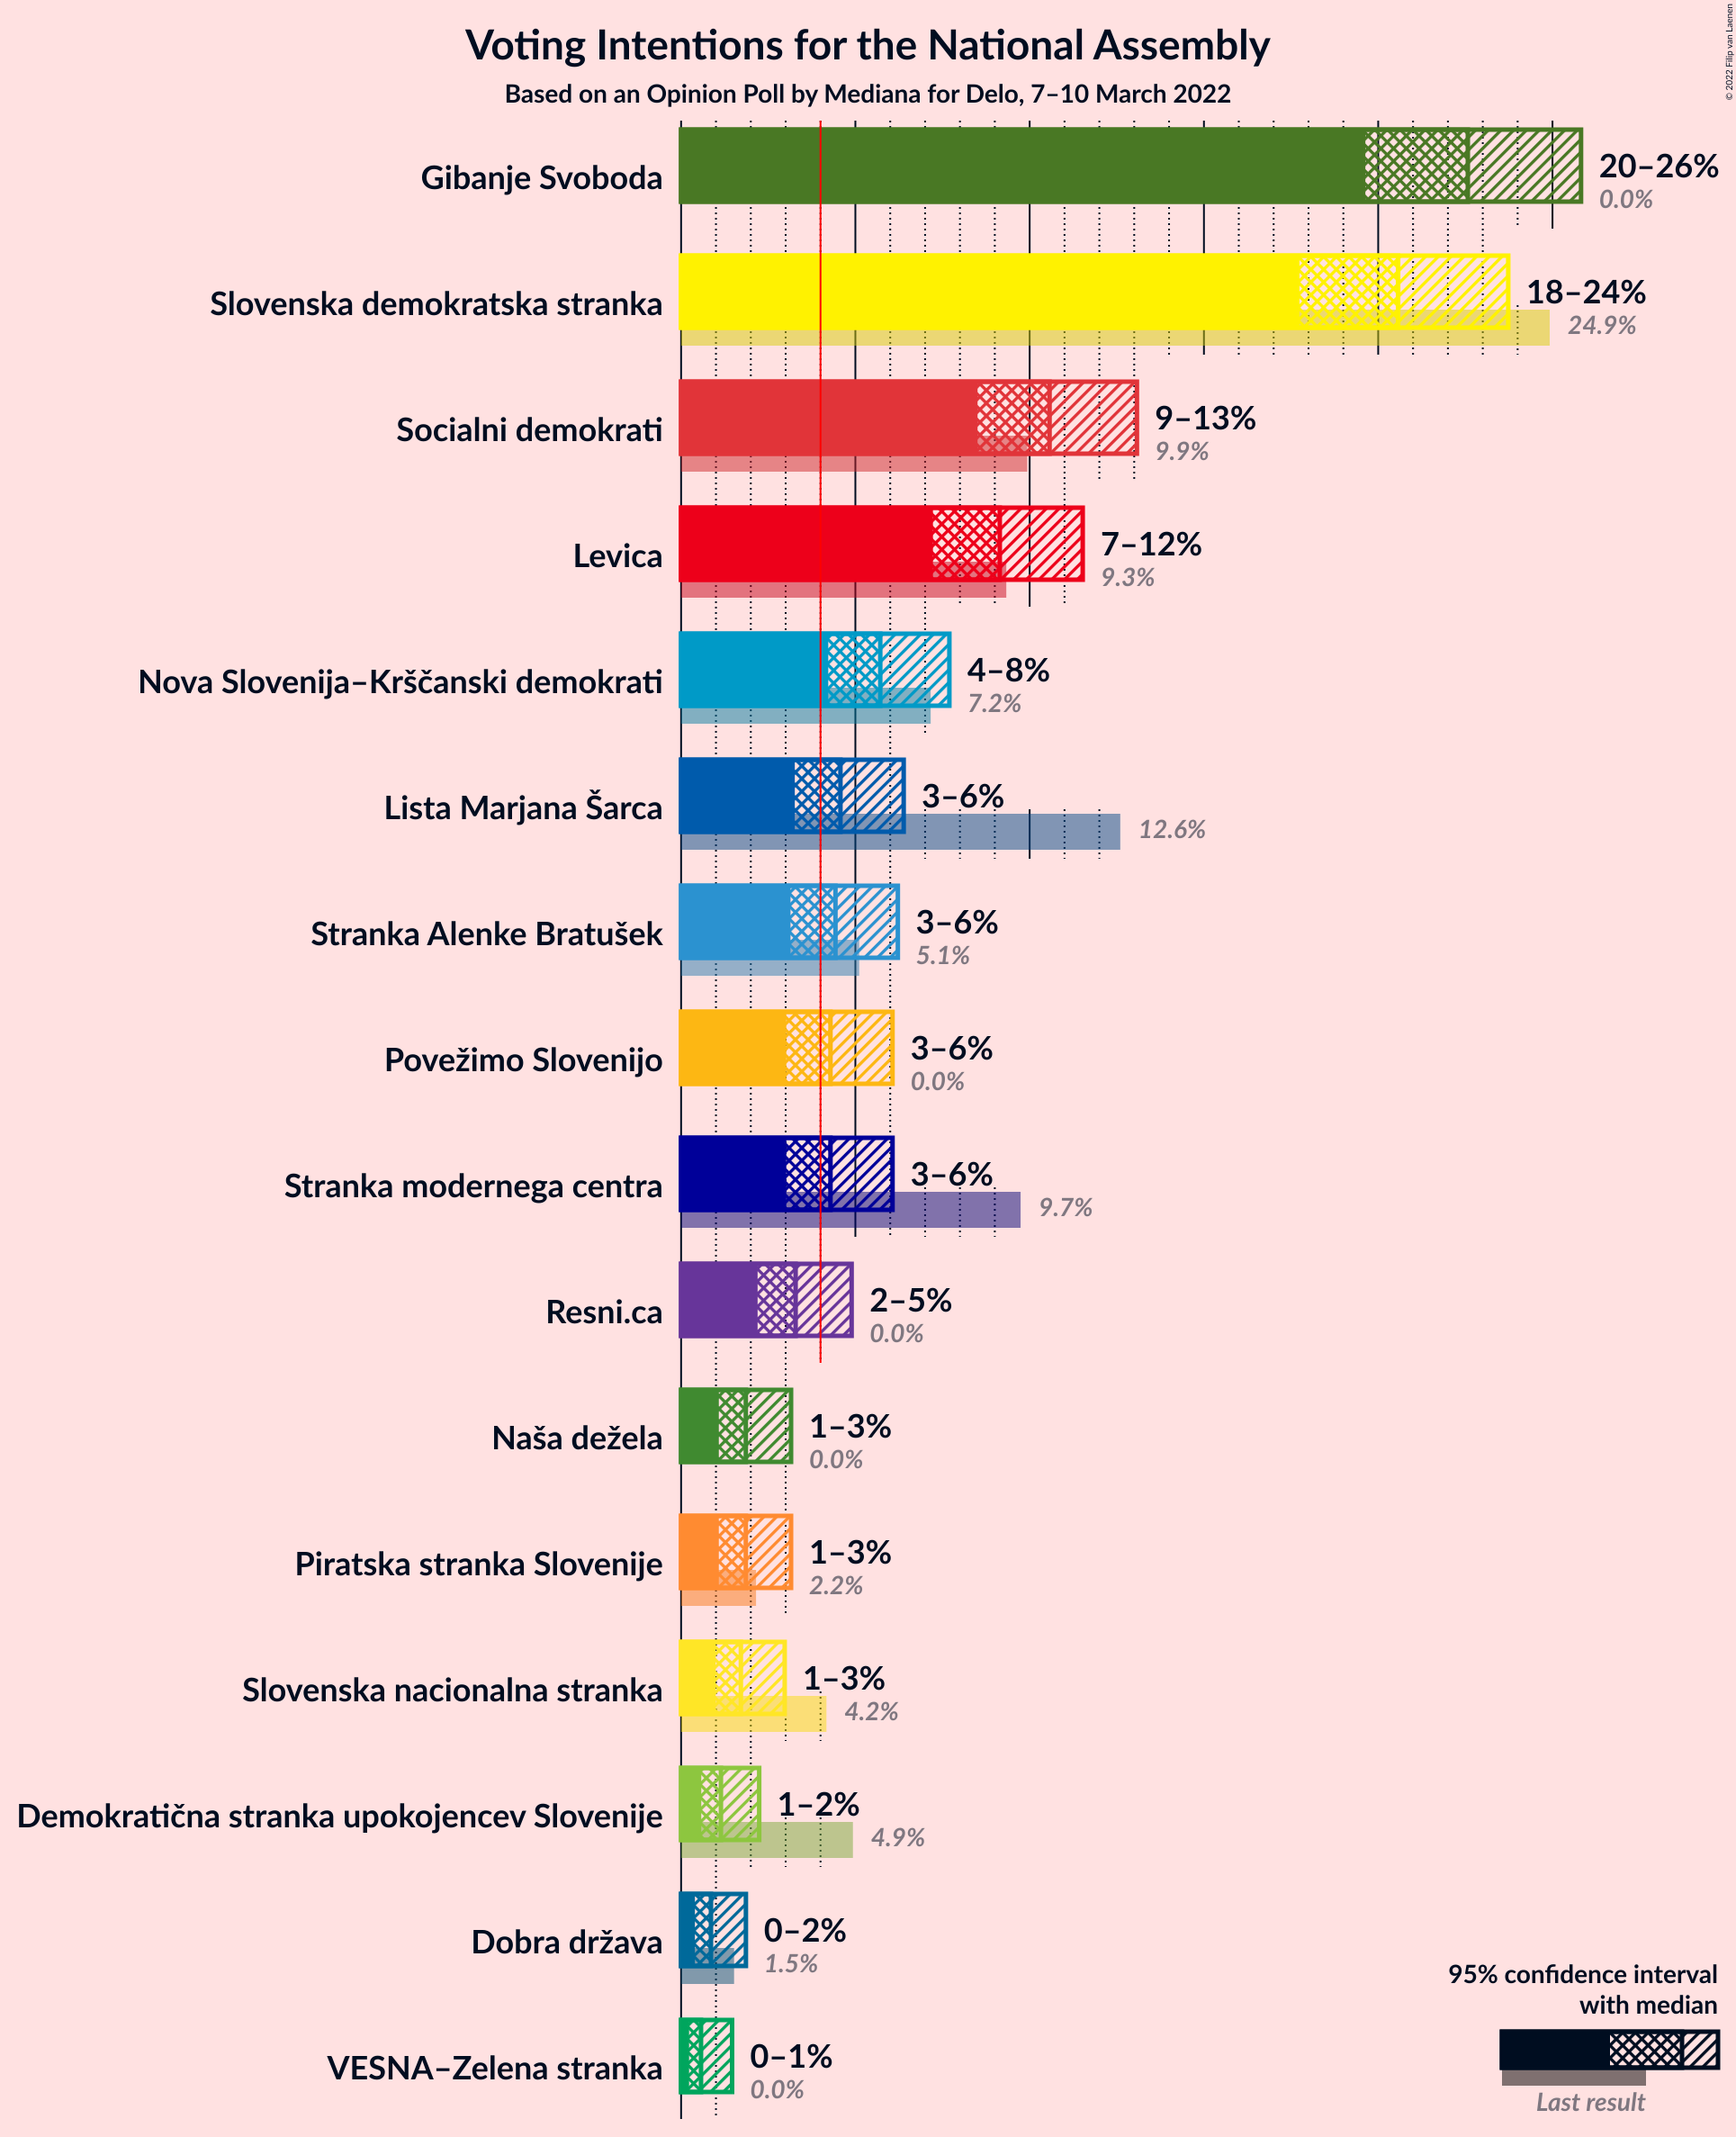 © 2022 Filip van Laenen
Voting Intentions for the National Assembly
Based on an Opinion Poll by Mediana for Delo, 7–10 March 2022
Gibanje Svoboda
20–26%
0.0%
Slovenska demokratska stranka
18–24%
24.9%
Socialni demokrati
9–13%
9.9%
Levica
7–12%
9.3%
Nova Slovenija–Krščanski demokrati
4–8%
7.2%
Lista Marjana Šarca
3–6%
12.6%
Stranka Alenke Bratušek
3–6%
5.1%
Povežimo Slovenijo
3–6%
0.0%
Stranka modernega centra
3–6%
9.7%
Resni.ca
2–5%
0.0%
Naša dežela
1–3%
0.0%
Piratska stranka Slovenije
1–3%
2.2%
Slovenska nacionalna stranka
1–3%
4.2%
Demokratična stranka upokojencev Slovenije
1–2%
4.9%
Dobra država
0–2%
1.5%
VESNA–Zelena stranka
0–1%
0.0%
95% confidence interval
with median
Last result